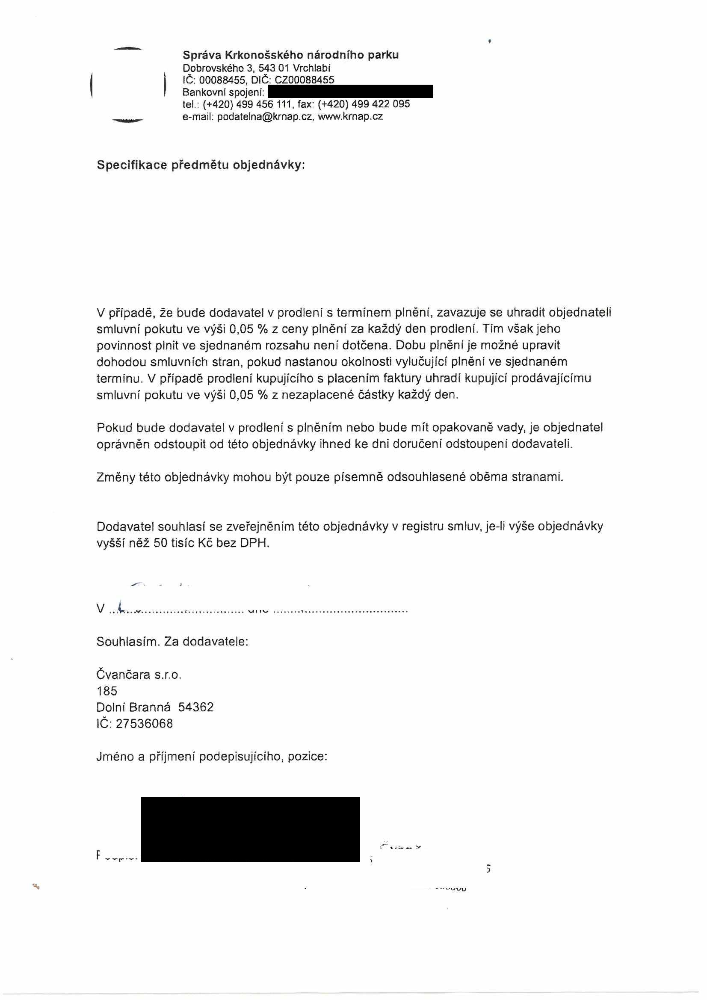 Správa Krkonošského národního parku
Dobrovského 3, 543 01 Vrchlabí
IČ: 00088455, DIČ: CZ00088455
Bankovní spojení:
tel.: (+420) 499 456 111, fax: (+420) 499 422 095
e-mail: podatelna@krnap.cz, www.krnap.cz
Specifikace předmětu objednávky:
V případě, že bude dodavatel v prodlení s termínem plnění, zavazuje se uhradit objednateli
smluvní pokutu ve výši 0,05 % z ceny plnění za každý den prodlení. Tím však jeho
povinnost plnit ve sjednaném rozsahu není dotčena. Dobu plnění je možné upravit
dohodou smluvních stran, pokud nastanou okolnosti vylučující plnění ve sjednaném
termínu. V případě prodlení kupujícího s placením faktury uhradí kupující prodávajícímu
smluvní pokutu ve výši 0,05 % z nezaplacené částky každý den.
Pokud bude dodavatel v prodlení s plněním nebo bude mít opakovaně vady, je objednatel
oprávněn odstoupit od této objednávky ihned ke dni doručení odstoupení dodavateli.
Změny této objednávky mohou být pouze písemně odsouhlasené oběma stranami.
Dodavatel souhlasí se zveřejněním této objednávky v registru smluv, je-li výše objednávky
vyšší něž 50 tisíc Kč bez DPH.
V
Souhlasím. Za dodavatele:
Čvančara s.r.o.
185
Dolní Branná 54362
IČ: 27536068
Jméno a příjmení podepisujícího, pozice: